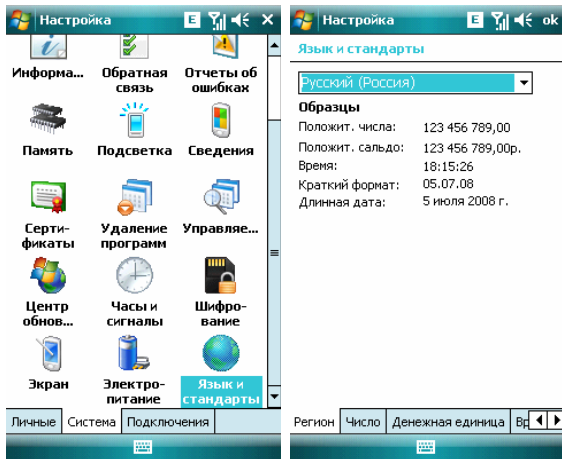 Настройка E
Информа... Обратная связь Отчеты об ошибках
Память Подсветка Сведения
Серти-фикаты Удаление программ Управляе...
Центр обнов... Часы и сигналы Шифро-вание
Экран Электро-питание Язык и стандарты
Личные Система Подключения
Настройка E ok
Язык и стандарты
Русский (Россия)
Образцы
Положит. числа: 123 456 789,00
Положит. сальдо: 123 456 789,00р.
Время: 18:15:26
Краткий формат: 05.07.08
Длинная дата: 5 июля 2008 г.
Регион Число Денежная единица Вр